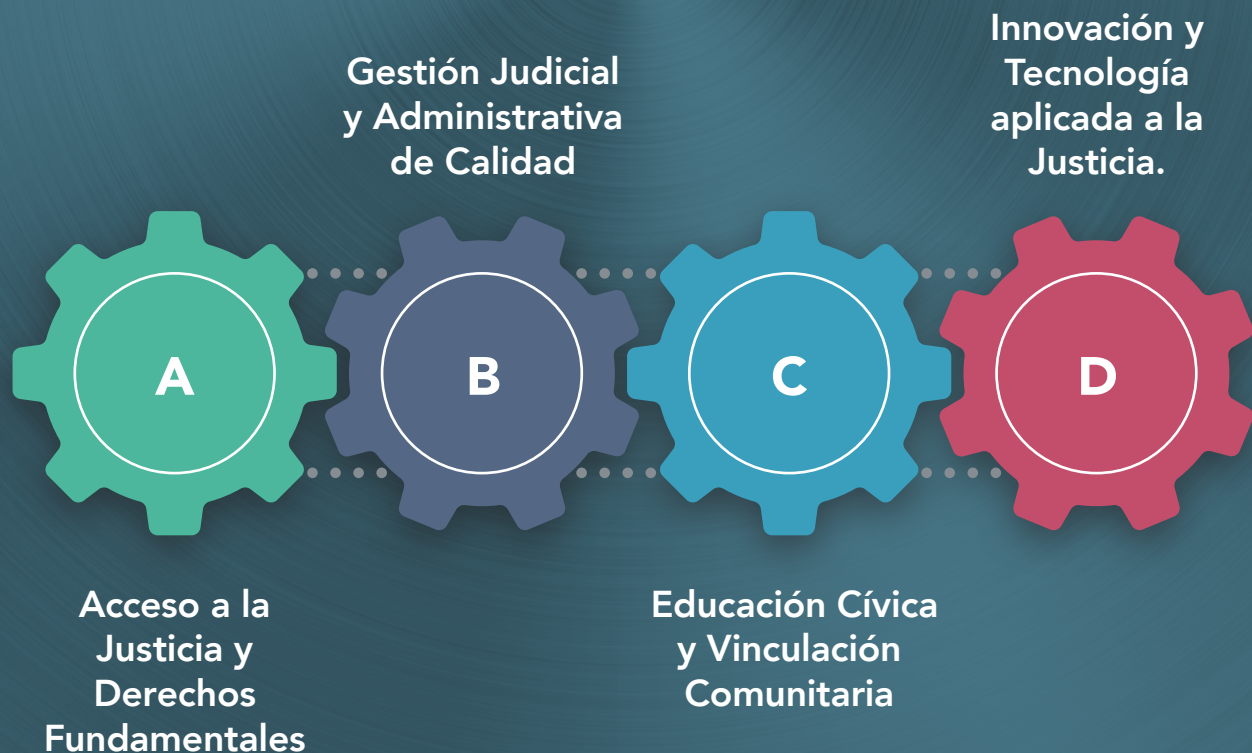 Gestión Judicial
y Administrativa
de Calidad
Innovación y
Tecnología
aplicada a la
Justicia.
A
B
C
D
Acceso a la
Justicia y
Derechos
Fundamentales
Educación Cívica
y Vinculación
Comunitaria